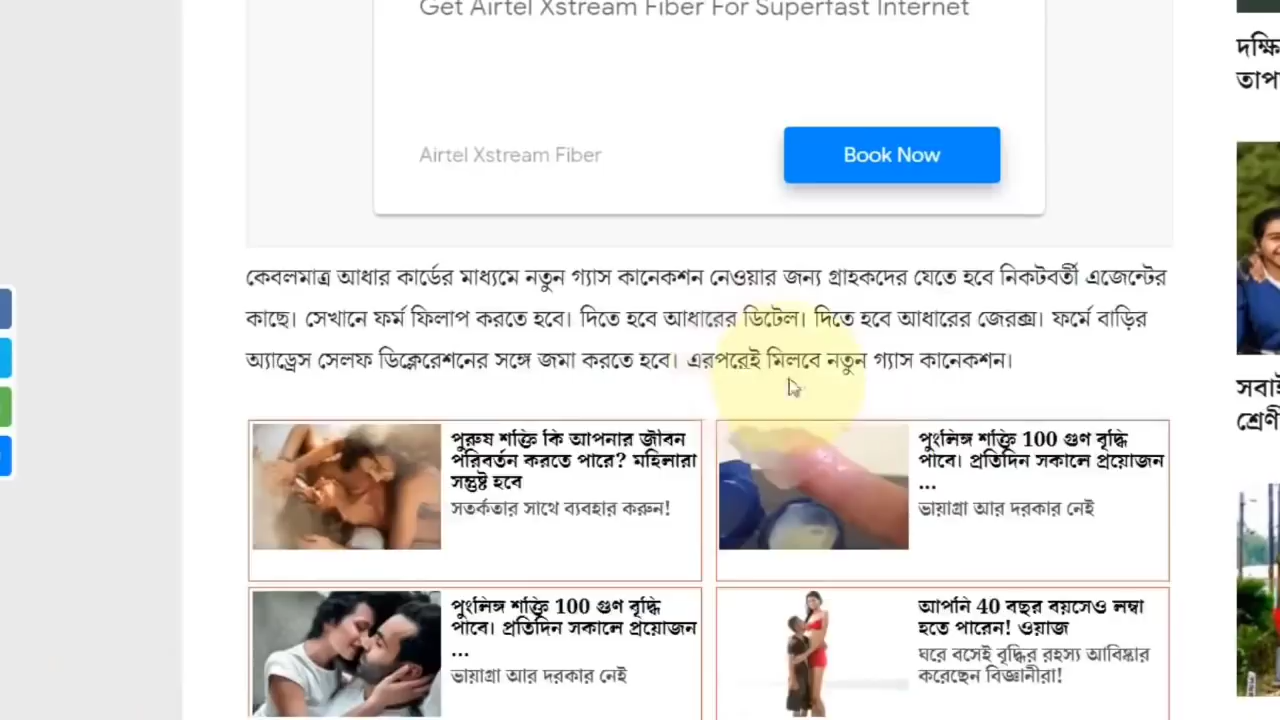 Get Airtel Xstream Fiber For Superfast Internet
Airtel Xstream Fiber
Book Now
কেবলমাত্র আধার কার্ডের মাধ্যমে নতুন গ্যাস কানেকশন নেওয়ার জন্য গ্রাহকদের যেতে হবে নিকটবর্তী এজেন্টের
কাছে। সেখানে ফর্ম ফিলাপ করতে হবে। দিতে হবে আধারের ডিটেল। দিতে হবে আধারের জেরক্স। ফর্মে বাড়ির
অ্যাড্রেস সেলফ ডিক্লেরেশনের সঙ্গে জমা করতে হবে। এরপরেই মিলবে নতুন গ্যাস কানেকশন।
পুরুষ শক্তি কি আপনার জীবন
পরিবর্তন করতে পারে? মহিলারা
সন্তুষ্ট হবে
সতর্কতার সাথে ব্যবহার করুন!
পুংলিঙ্গ শক্তি 100 গুণ বৃদ্ধি
পাবে। প্রতিদিন সকালে প্রয়োজন
...
ভায়াগ্রা আর দরকার নেই
পুংলিঙ্গ শক্তি 100 গুণ বৃদ্ধি
পাবে। প্রতিদিন সকালে প্রয়োজন
...
ভায়াগ্রা আর দরকার নেই
আপনি 40 বছর বয়সেও লম্বা
হতে পারেন! ওয়াজ
ঘরে বসেই বৃদ্ধির রহস্য আবিষ্কার
করেছেন বিজ্ঞানীরা!